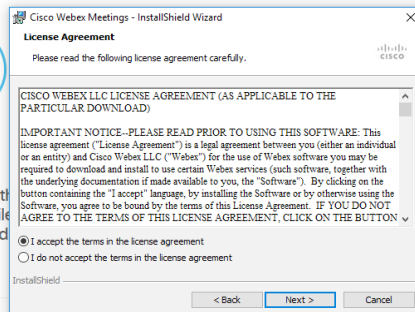 Cisco Webex Meetings - InstallShield Wizard
License Agreement
Please read the following license agreement carefully.
CISCO
CISCO WEBEX LLC LICENSE AGREEMENT (AS APPLICABLE TO THE
PARTICULAR DOWNLOAD)
IMPORTANT NOTICE--PLEASE READ PRIOR TO USING THIS SOFTWARE: This
license agreement ("License Agreement") is a legal agreement between you (either an individual
or an entity) and Cisco Webex LLC ("Webex") for the use of Webex software you may be
required to download and install to use certain Webex services (such software, together with
the underlying documentation if made available to you, the "Software"). By clicking on the
button containing the "I accept" language, by installing the Software or by otherwise using the
Software, you agree to be bound by the terms of this License Agreement. IF YOU DO NOT
AGREE TO THE TERMS OF THIS LICENSE AGREEMENT, CLICK ON THE BUTTON
I accept the terms in the license agreement
I do not accept the terms in the license agreement
InstallShield
< Back
Next >
Cancel